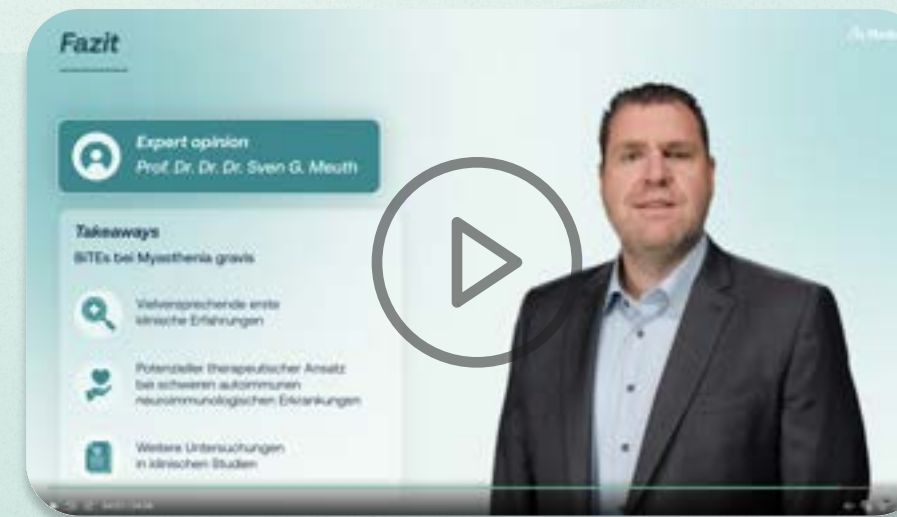 Fazit
Expert opinion
Prof. Dr. Dr. Dr. Sven G. Meuth
Takeaways
BiTEs bei Myasthenia gravis
Vielversprechende erste
klinische Erfahrungen
Potenzieller therapeutischer Ansatz
bei schweren autoimmunen
neuroimmunologischen Erkrankungen
Weitere Untersuchungen
in klinischen Studien